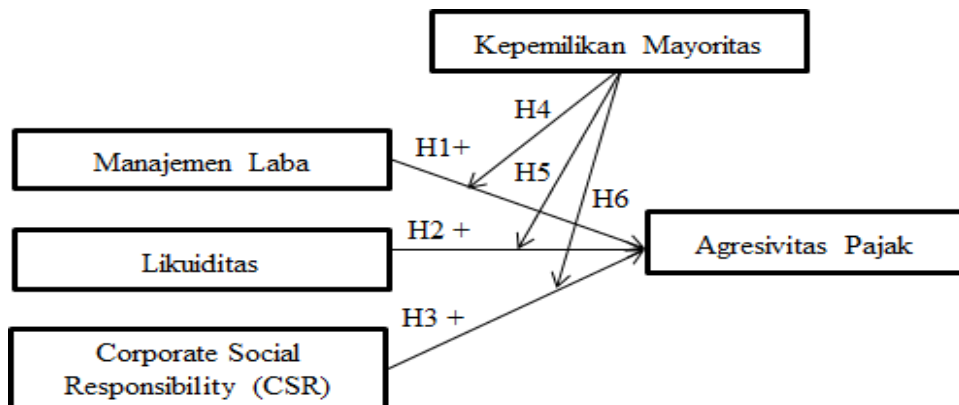 Kepemilikan Mayoritas
H4
Manajemen Laba
H1+
H5
H6
Likuiditas
H2 +
Agresivitas Pajak
H3 +
Corporate Social
Responsibility (CSR)